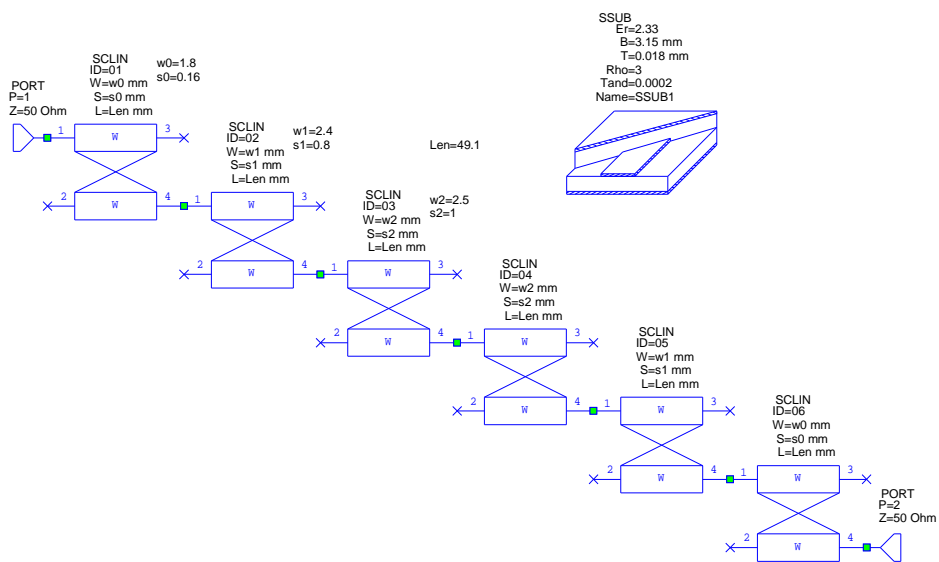 SSUB
Er=2.33
B=3.15 mm
T=0.018 mm
Rho=3
Tand=0.0002
Name=SSUB1
PORT
P=1
Z=50 Ohm
SCLIN
ID=01
W=w0 mm
S=s0 mm
L=Len mm
w0=1.8
s0=0.16
1
W
3
2
W
4
SCLIN
ID=02
W=w1 mm
S=s1 mm
L=Len mm
w1=2.4
s1=0.8
Len=49.1
1
W
3
2
W
4
SCLIN
ID=03
W=w2 mm
S=s2 mm
L=Len mm
w2=2.5
s2=1
1
W
3
2
W
4
SCLIN
ID=04
W=w2 mm
S=s2 mm
L=Len mm
1
W
3
2
W
4
SCLIN
ID=05
W=w1 mm
S=s1 mm
L=Len mm
1
W
3
2
W
4
SCLIN
ID=06
W=w0 mm
S=s0 mm
L=Len mm
1
W
3
2
W
4
PORT
P=2
Z=50 Ohm